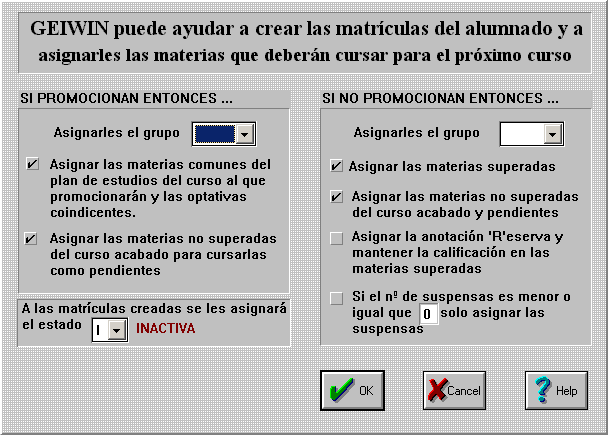 GEIWIN puede ayudar a crear las matrículas del alumnado y a
asignarles las materias que deberán cursar para el próximo curso
SI PROMOCIONAN ENTONCES ...
Asignarles el grupo
Asignar las materias comunes del
plan de estudios del curso al que
promocionarán y las optativas
coindicentes.
Asignar las materias no superadas
del curso acabado para cursarlas
como pendientes
A las matrículas creadas se les asignará
el estado I INACTIVA
SI NO PROMOCIONAN ENTONCES ...
Asignarles el grupo
Asignar las materias superadas
Asignar las materias no superadas
del curso acabado y pendientes
Asignar la anotación 'R'eserva y
mantener la calificación en las
materias superadas
Si el nº de suspensas es menor o
igual que 0 solo asignar las
suspensas
OK
Cancel
Help